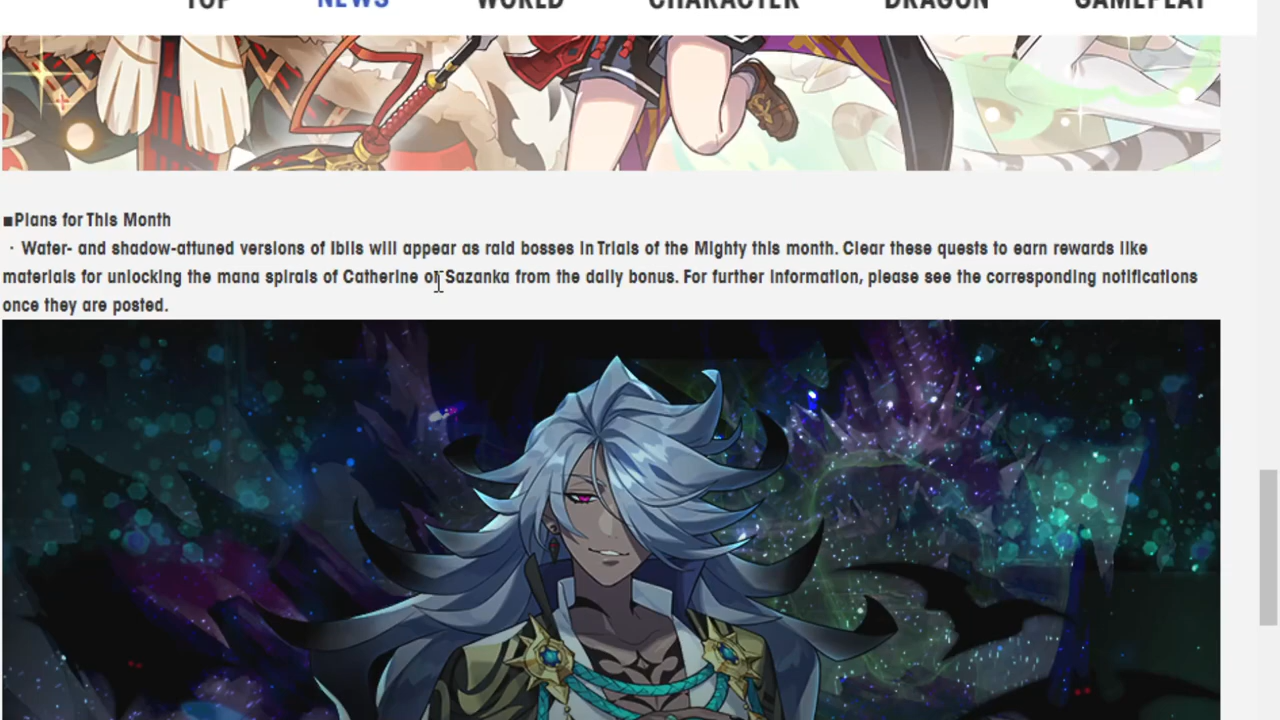 TOP NEWS WORLD CHARACTER DRAGON GAMEPLAY
■Plans for This Month
· Water- and shadow-attuned versions of Iblis will appear as raid bosses in Trials of the Mighty this month. Clear these quests to earn rewards like
materials for unlocking the mana spirals of Catherine or Sazanka from the daily bonus. For further information, please see the corresponding notifications
once they are posted.